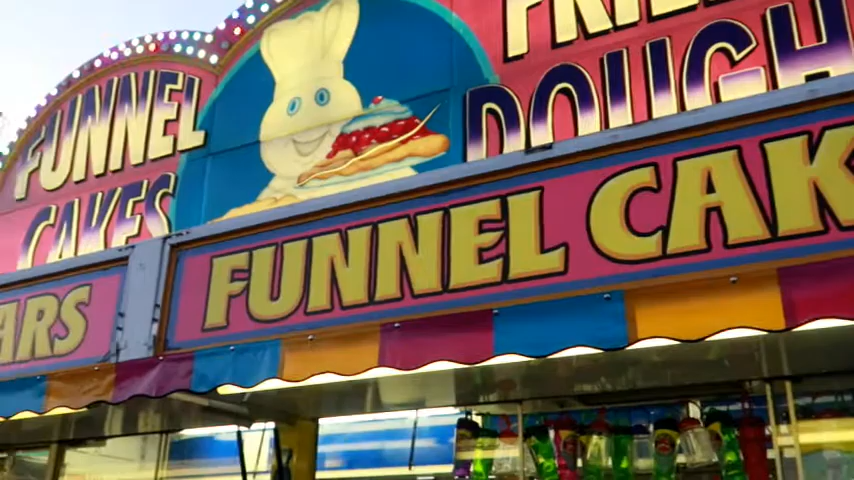 FUNNEL
CAKES
FRIED
DOUGH
FUNNEL CAK
ARS